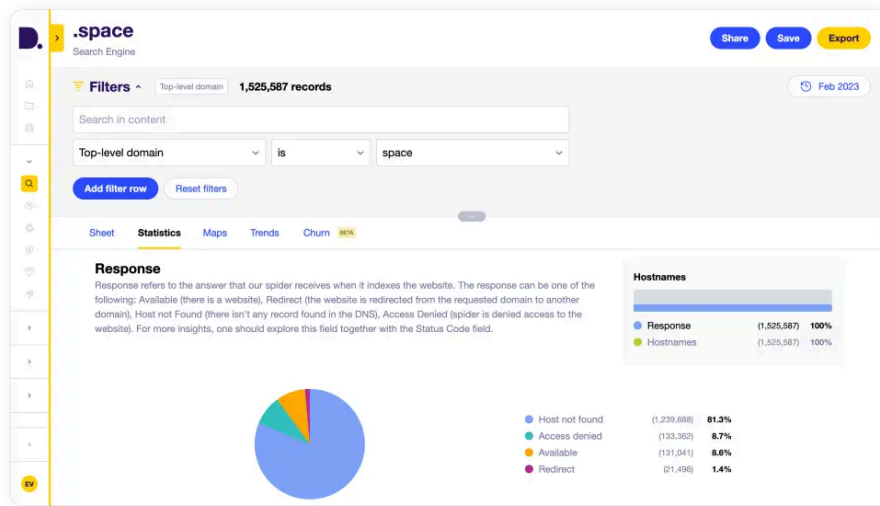 D.
.space
Search Engine
Share
Save
Export
Filters
Top-level domain
1,525,587 records
Feb 2023
Search in content
Top-level domain
is
space
Add filter row
Reset filters
Sheet
Statistics
Maps
Trends
Churn
BETA
Response
Response refers to the answer that our spider receives when it indexes the website. The response can be one of the
following: Available (there is a website), Redirect (the website is redirected from the requested domain to another
domain), Host not Found (there isn't any record found in the DNS), Access Denied (spider is denied access to the
website). For more insights, one should explore this field together with the Status Code field.
Hostnames
Response (1,525,587) 100%
Hostnames (1,525,587) 100%
Host not found (1,239,688) 81.3%
Access denied (133,362) 8.7%
Available (131,041) 8.6%
Redirect (21,496) 1.4%
EV